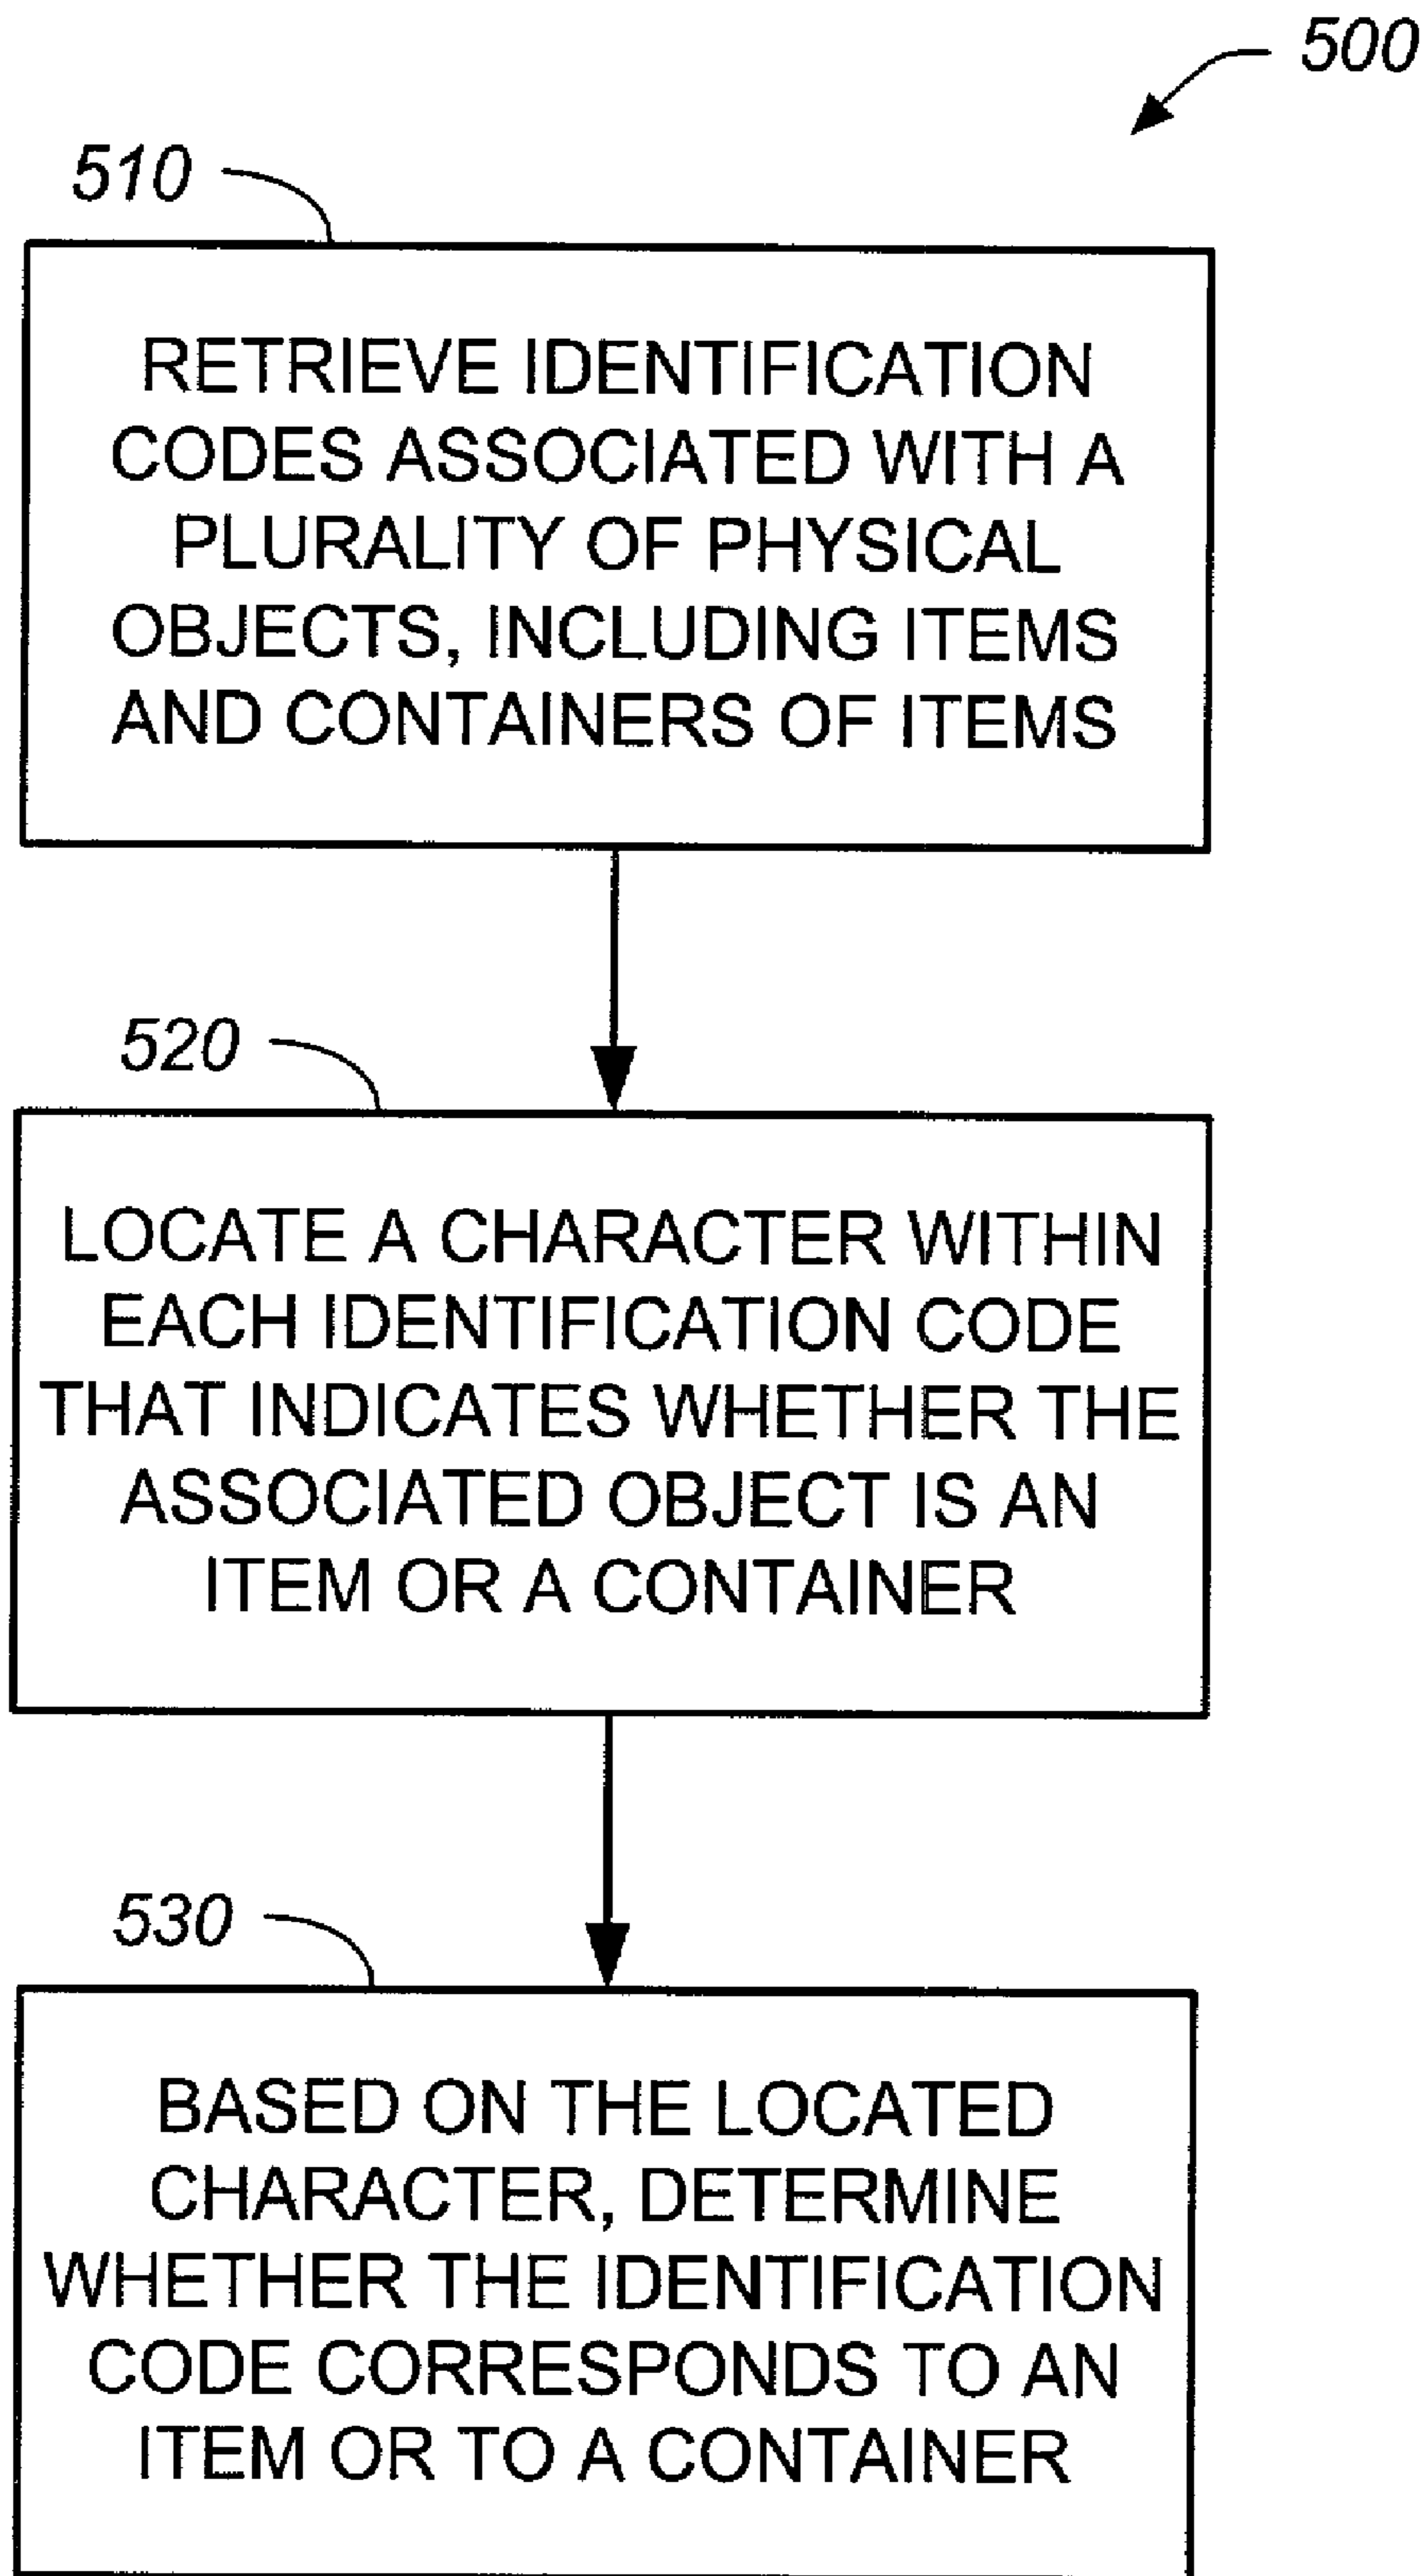 500
510
RETRIEVE IDENTIFICATION
CODES ASSOCIATED WITH A
PLURALITY OF PHYSICAL
OBJECTS, INCLUDING ITEMS
AND CONTAINERS OF ITEMS
520
LOCATE A CHARACTER WITHIN
EACH IDENTIFICATION CODE
THAT INDICATES WHETHER THE
ASSOCIATED OBJECT IS AN
ITEM OR A CONTAINER
530
BASED ON THE LOCATED
CHARACTER, DETERMINE
WHETHER THE IDENTIFICATION
CODE CORRESPONDS TO AN
ITEM OR TO A CONTAINER